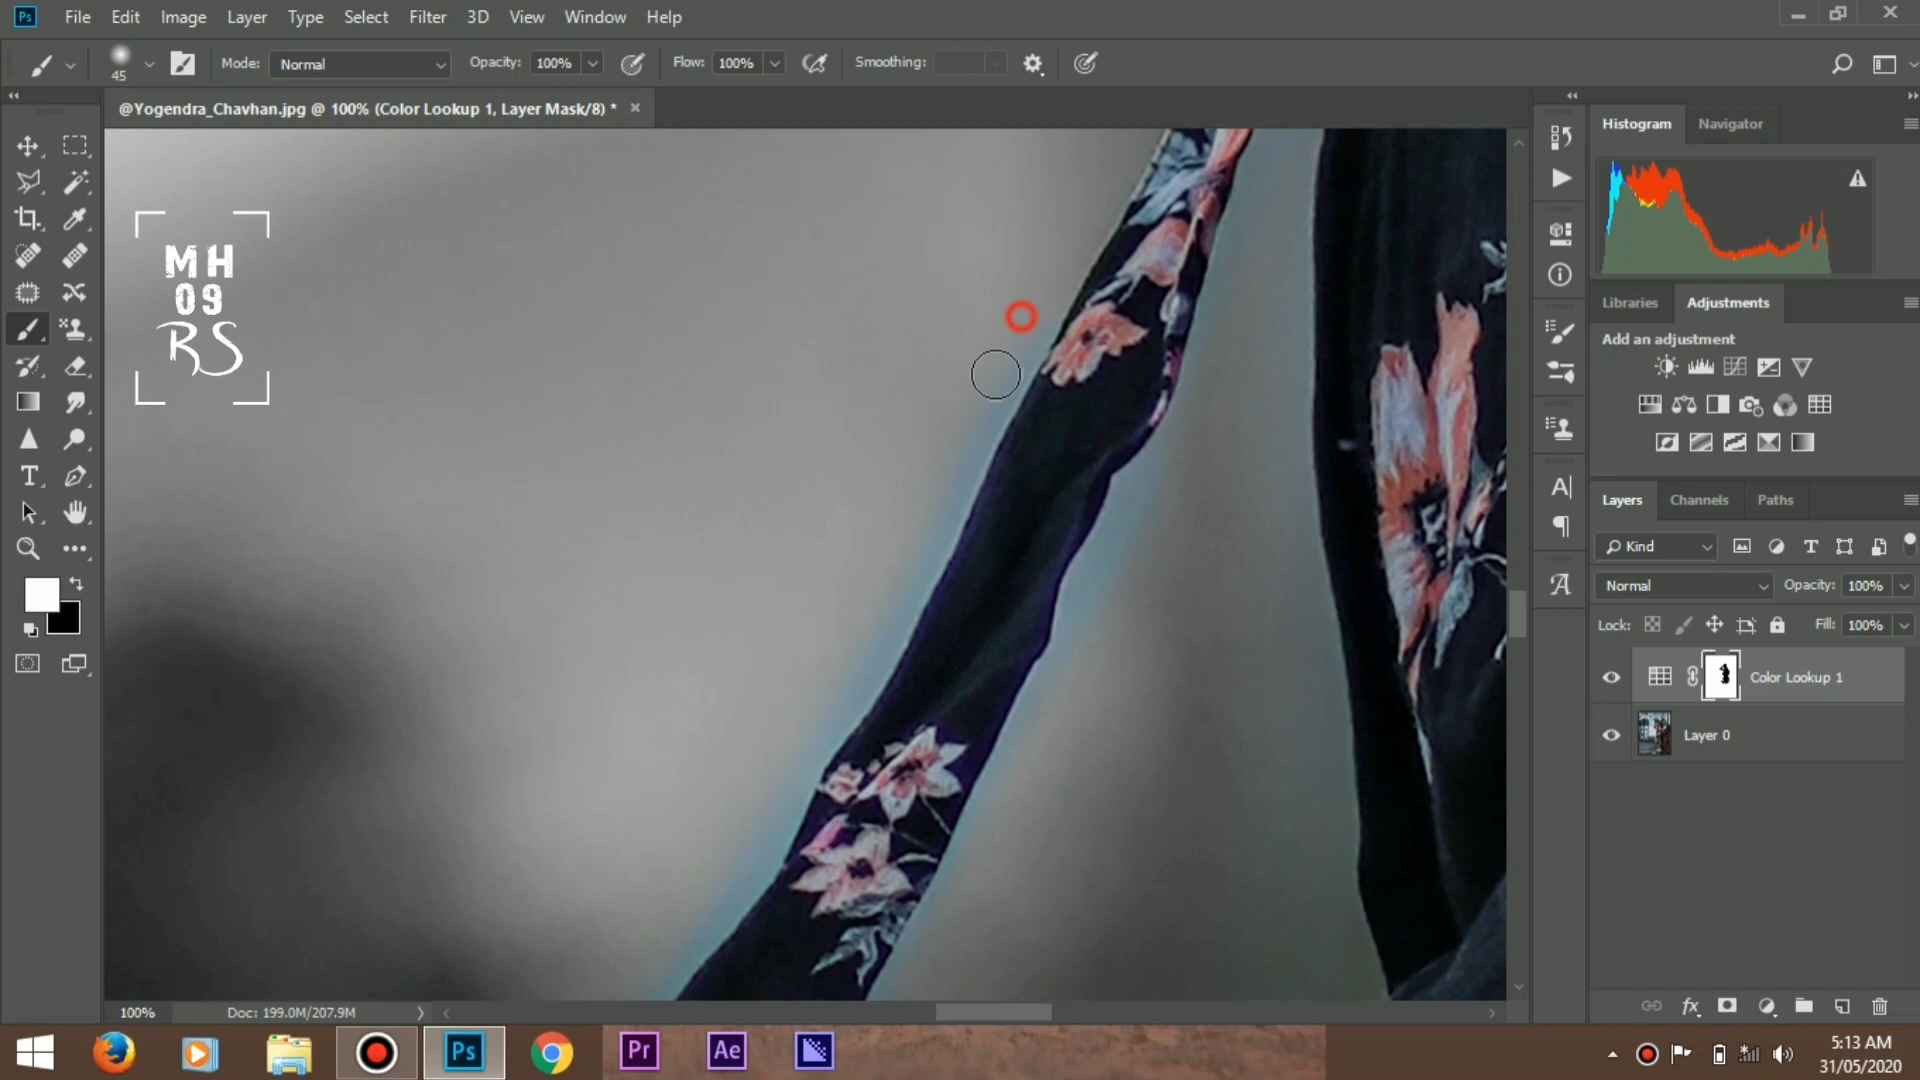 Ps File Edit Image Layer Type Select Filter 3D View Window Help
45 Mode: Normal Opacity: 100% Flow: 100% Smoothing:
@Yogendra_Chavhan.jpg @ 100% (Color Lookup 1, Layer Mask/8) *
Histogram Navigator
MH
09
RS
Libraries Adjustments
Add an adjustment
Layers Channels Paths
Kind
Normal Opacity: 100%
Lock: Fill: 100%
Color Lookup 1
Layer 0
100% Doc: 199.0M/207.9M
Ps Pr Ae
5:13 AM
31/05/2020